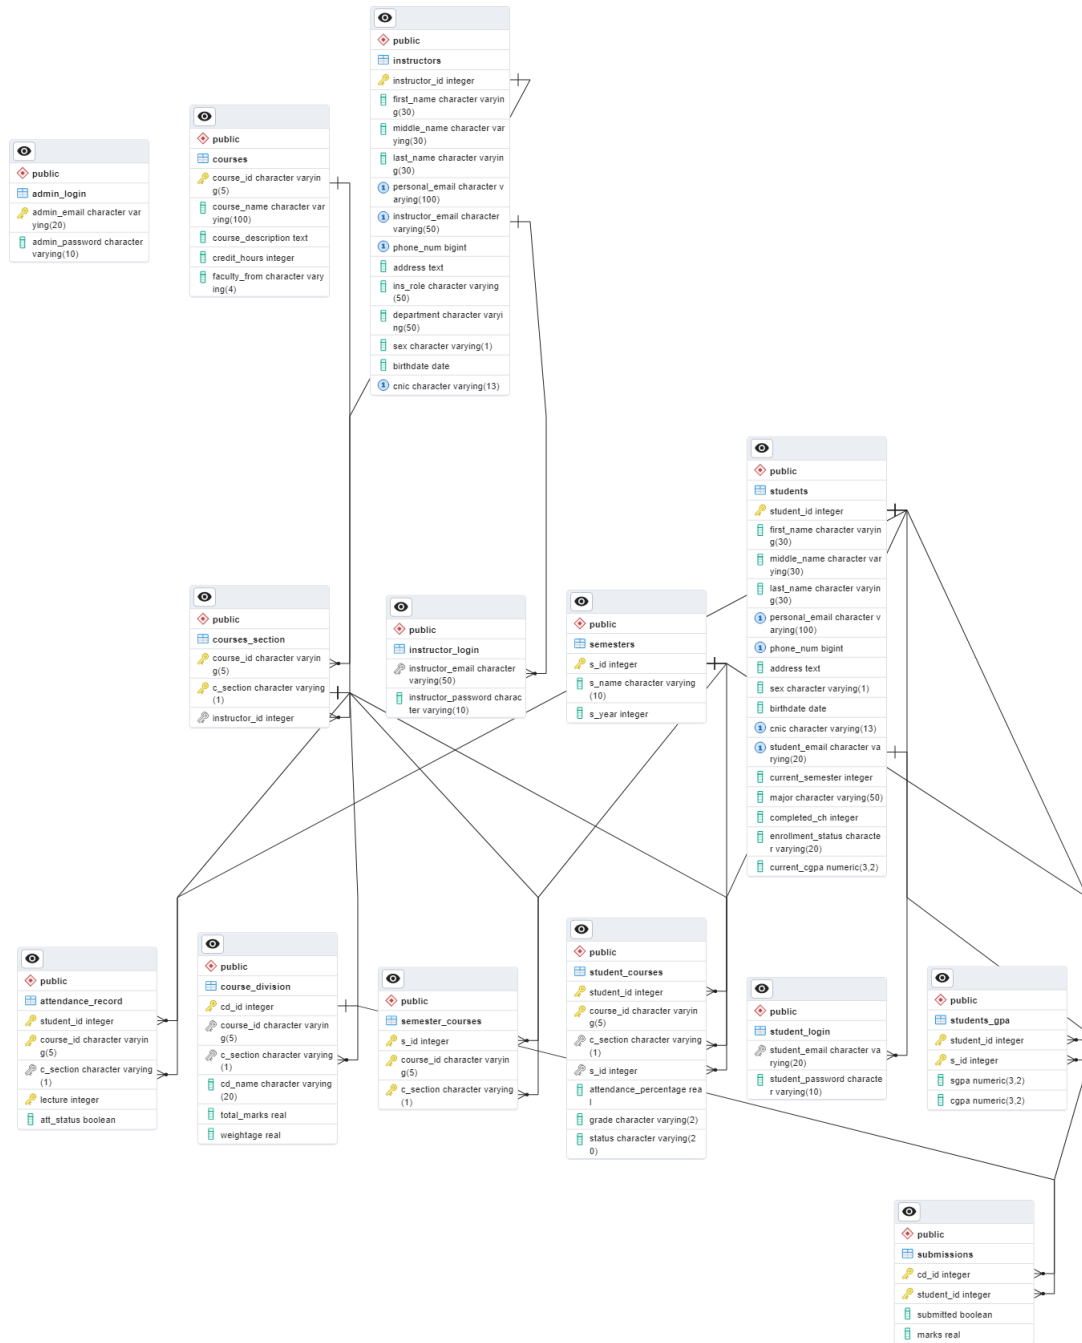 public
instructors
instructor_id integer
first_name character varyin
g(30)
middle_name character var
ying(30)
last_name character varyin
g(30)
personal_email character v
arying(100)
instructor_email character
varying(50)
phone_num bigint
address text
ins_role character varying
(50)
department character varyi
ng(50)
sex character varying(1)
birthdate date
cnic character varying(13)
public
courses
course_id character varyin
g(5)
course_name character var
ying(100)
course_description text
credit_hours integer
faculty_from character vary
ing(4)
public
admin_login
admin_email character var
ying(20)
admin_password character
varying(10)
public
students
student_id integer
first_name character varyin
g(30)
middle_name character var
ying(30)
last_name character varyin
g(30)
personal_email character v
arying(100)
phone_num bigint
address text
sex character varying(1)
birthdate date
cnic character varying(13)
student_email character va
rying(20)
current_semester integer
major character varying(50)
completed_ch integer
enrollment_status characte
r varying(20)
current_cgpa numeric(3,2)
public
courses_section
course_id character varyin
g(5)
c_section character varying
(1)
instructor_id integer
public
instructor_login
instructor_email character
varying(50)
instructor_password charac
ter varying(10)
public
semesters
s_id integer
s_name character varying
(10)
s_year integer
public
attendance_record
student_id integer
course_id character varyin
g(5)
c_section character varying
(1)
lecture integer
att_status boolean
public
course_division
cd_id integer
course_id character varyin
g(5)
c_section character varying
(1)
cd_name character varying
(20)
total_marks real
weightage real
public
semester_courses
s_id integer
course_id character varyin
g(5)
c_section character varying
(1)
public
student_courses
student_id integer
course_id character varyin
g(5)
c_section character varying
(1)
s_id integer
attendance_percentage rea
l
grade character varying(2)
status character varying(2
0)
public
student_login
student_email character va
rying(20)
student_password characte
r varying(10)
public
students_gpa
student_id integer
s_id integer
sgpa numeric(3,2)
cgpa numeric(3,2)
public
submissions
cd_id integer
student_id integer
submitted boolean
marks real